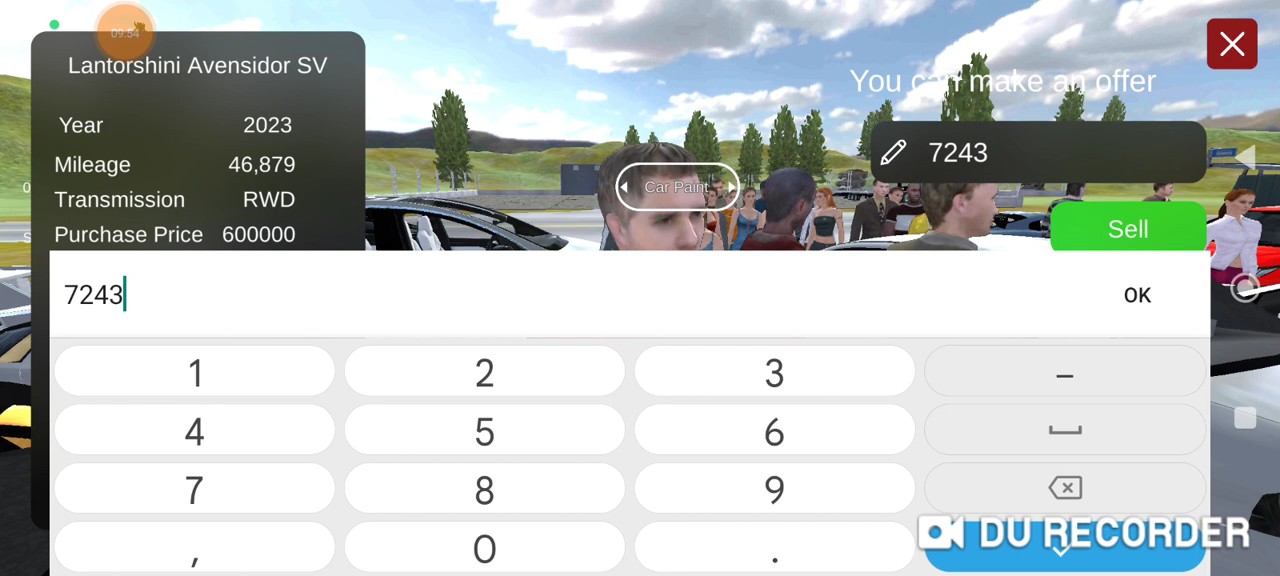 09:54
Lantorshini Avensidor SV
You can make an offer
Year 2023
7243
Mileage 46,879
Car Paint
Transmission RWD
Sell
Purchase Price 600000
7243
OK
1 2 3 –
4 5 6
7 8 9
, 0 .
DU RECORDER